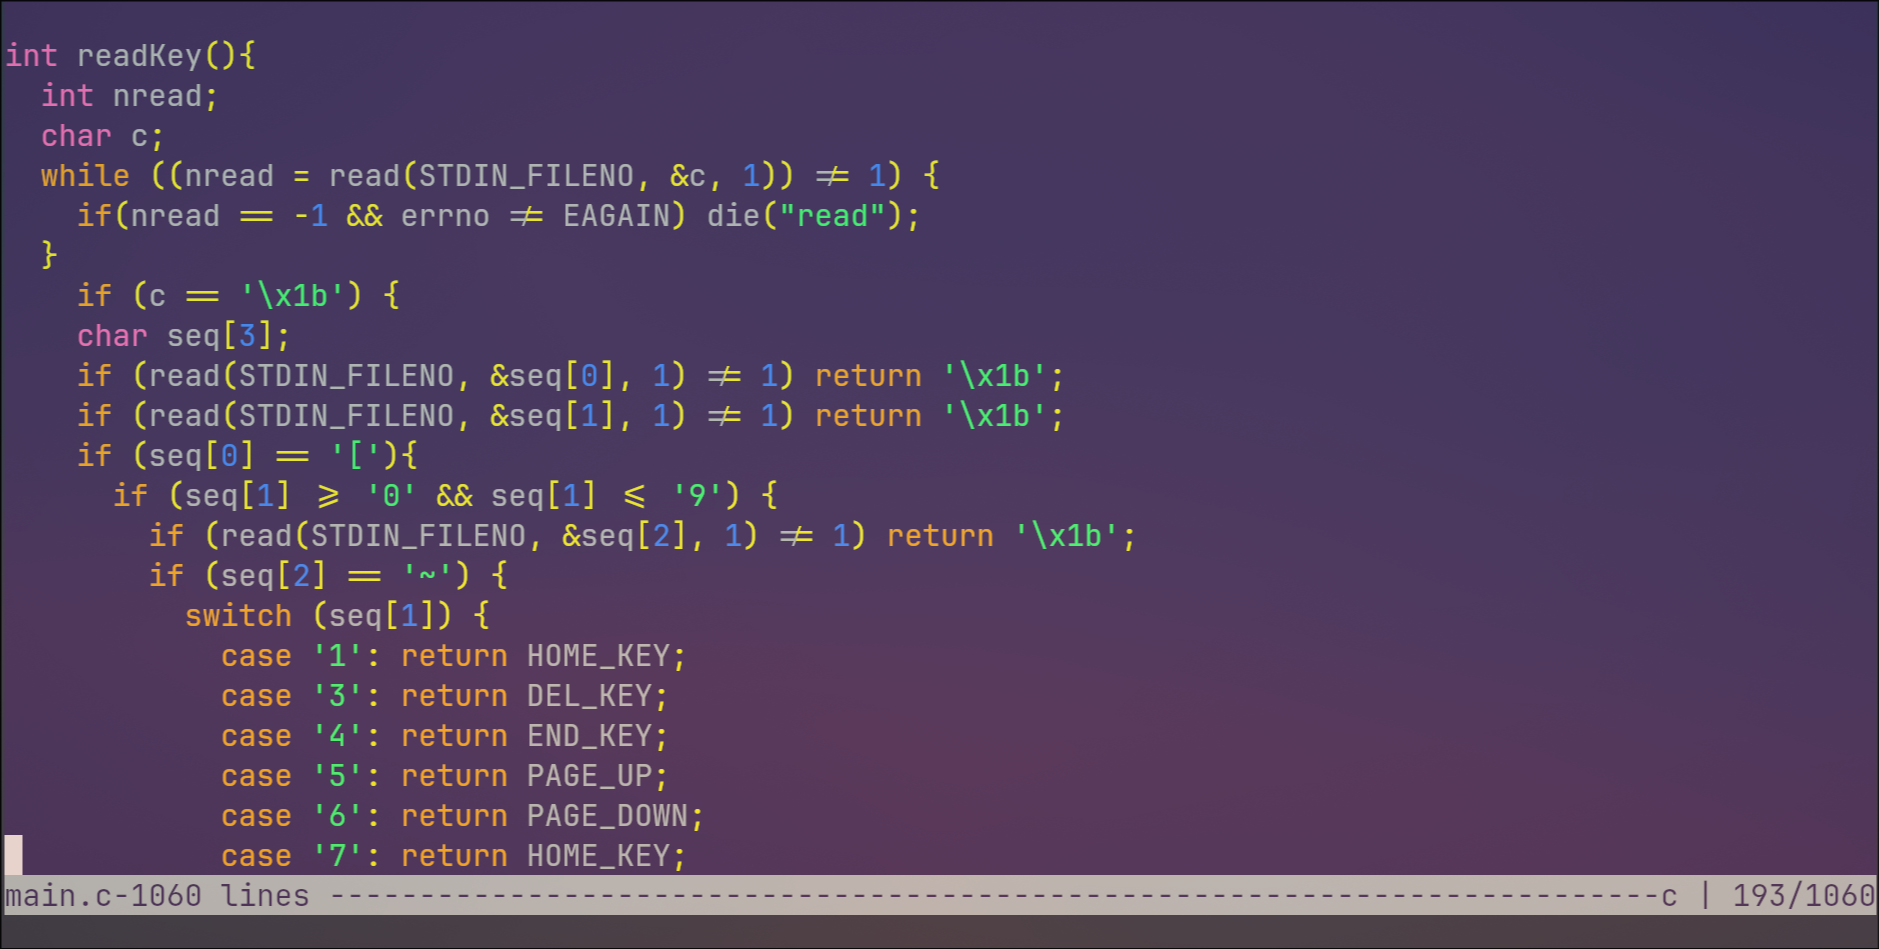 int readKey(){
  int nread;
  char c;
  while ((nread = read(STDIN_FILENO, &c, 1)) != 1) {
    if(nread == -1 && errno != EAGAIN) die("read");
  }
    if (c == '\x1b') {
    char seq[3];
    if (read(STDIN_FILENO, &seq[0], 1) != 1) return '\x1b';
    if (read(STDIN_FILENO, &seq[1], 1) != 1) return '\x1b';
    if (seq[0] == '['){
      if (seq[1] >= '0' && seq[1] <= '9') {
        if (read(STDIN_FILENO, &seq[2], 1) != 1) return '\x1b';
        if (seq[2] == '~') {
          switch (seq[1]) {
            case '1': return HOME_KEY;
            case '3': return DEL_KEY;
            case '4': return END_KEY;
            case '5': return PAGE_UP;
            case '6': return PAGE_DOWN;
            case '7': return HOME_KEY;
main.c-1060 lines --------------------------------------------------------------------------c | 193/1060